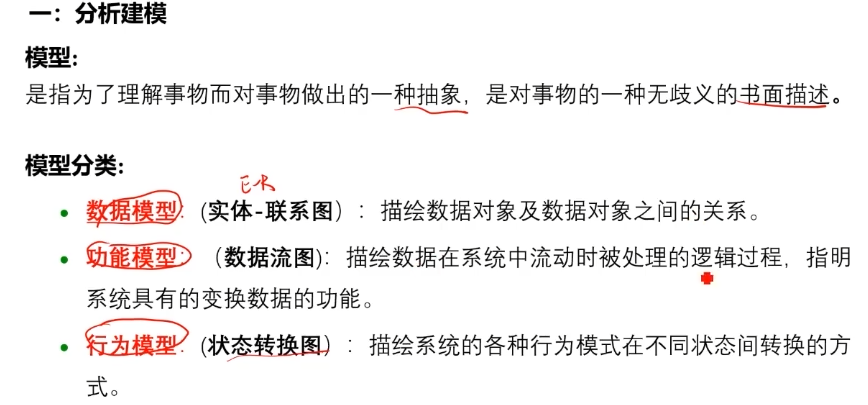 一：分析建模
模型：
是指为了理解事物而对事物做出的一种抽象，是对事物的一种无歧义的书面描述。
模型分类：
ER
• 数据模型：(实体-联系图）：描绘数据对象及数据对象之间的关系。
• 功能模型：（数据流图)：描绘数据在系统中流动时被处理的逻辑过程，指明
系统具有的变换数据的功能。
• 行为模型：(状态转换图）：描绘系统的各种行为模式在不同状态间转换的方
式。